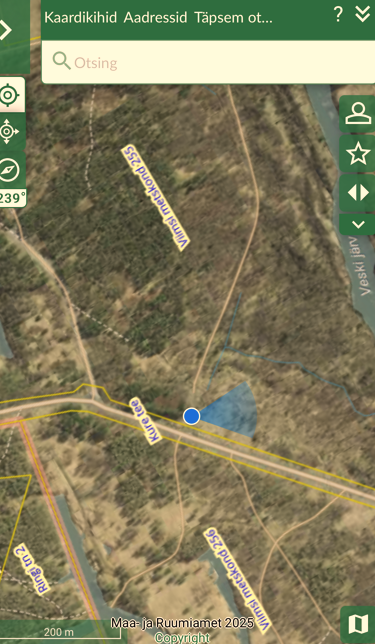 Kaardikihid Aadressid Täpsem ot... ?
Otsing
239°
Viimsi metskond 255
Veski järv
Kure tee
Viimsi metskond 256
Ringi tn 2
200 m
Maa- ja Ruumiamet 2025
Copyright